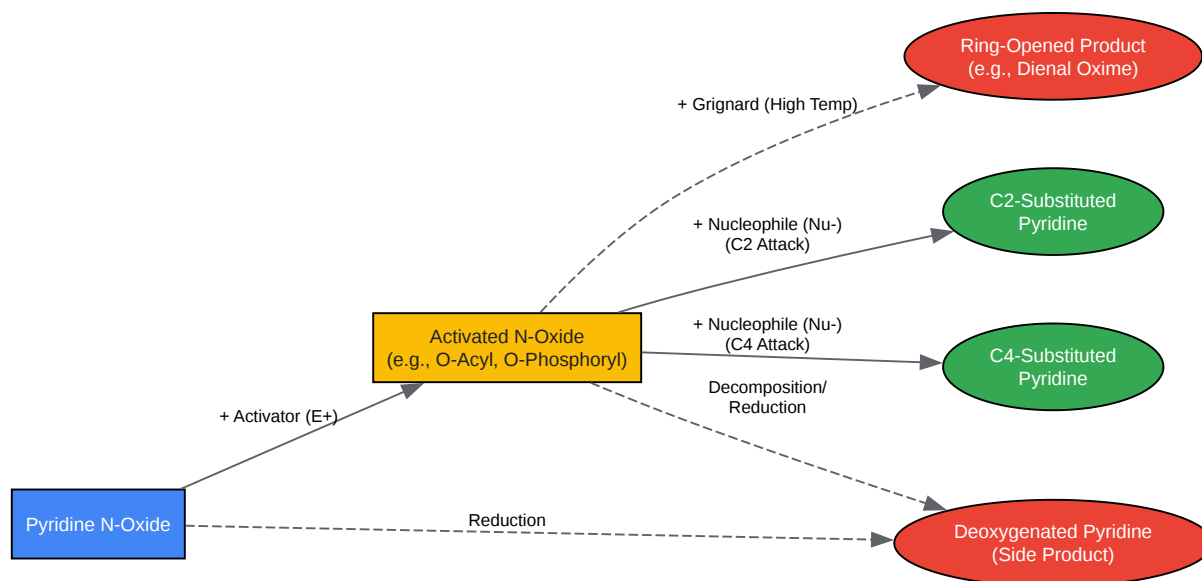 Ring-Opened Product
(e.g., Dienal Oxime)
+ Grignard (High Temp)
C2-Substituted
Pyridine
+ Nucleophile (Nu-)
(C2 Attack)
Activated N-Oxide
(e.g., O-Acyl, O-Phosphoryl)
+ Nucleophile (Nu-)
(C4 Attack)
C4-Substituted
Pyridine
Decomposition/
Reduction
+ Activator (E+)
Pyridine N-Oxide
Reduction
Deoxygenated Pyridine
(Side Product)